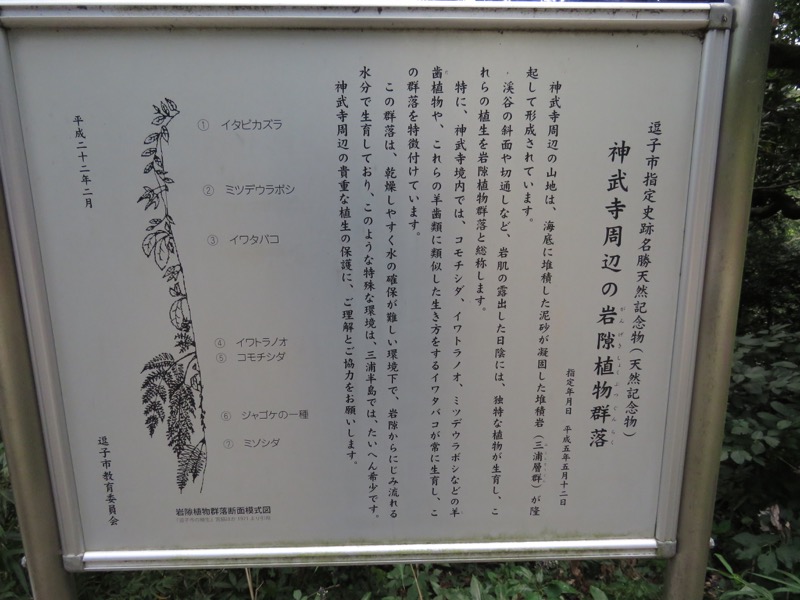 逗子市指定史跡名勝天然記念物(天然記念物)
神武寺周辺の岩隙植物群落
がんげきしょくぶつぐんらく
指定年月日 平成五年五月十二日
神武寺周辺の山地は、海底に堆積した泥砂が凝固した堆積岩(三浦層群)が隆
起して形成されています。
渓谷の斜面や切通しなど、岩肌の露出した日陰には、独特な植物が生育し、こ
れらの植生を岩隙植物群落と総称します。
特に、神武寺境内では、コモチシダ、イワトラノオ、ミツデウラボシなどの羊
歯植物や、これらの羊歯類に類似した生き方をするイワタバコが常に生育し、こ
の群落を特徴付けています。
この群落は、乾燥しやすく水の確保が難しい環境下で、岩隙からにじみ流れる
水分で生育しており、このような特殊な環境は、三浦半島では、たいへん希少です。
神武寺周辺の貴重な植生の保護に、ご理解とご協力をお願いします。
① イタビカズラ
② ミツデウラボシ
③ イワタバコ
④ イワトラノオ
⑤ コモチシダ
⑥ ジャゴケの一種
⑦ ミゾシダ
岩隙植物群落断面模式図
平成二十二年二月
逗子市教育委員会